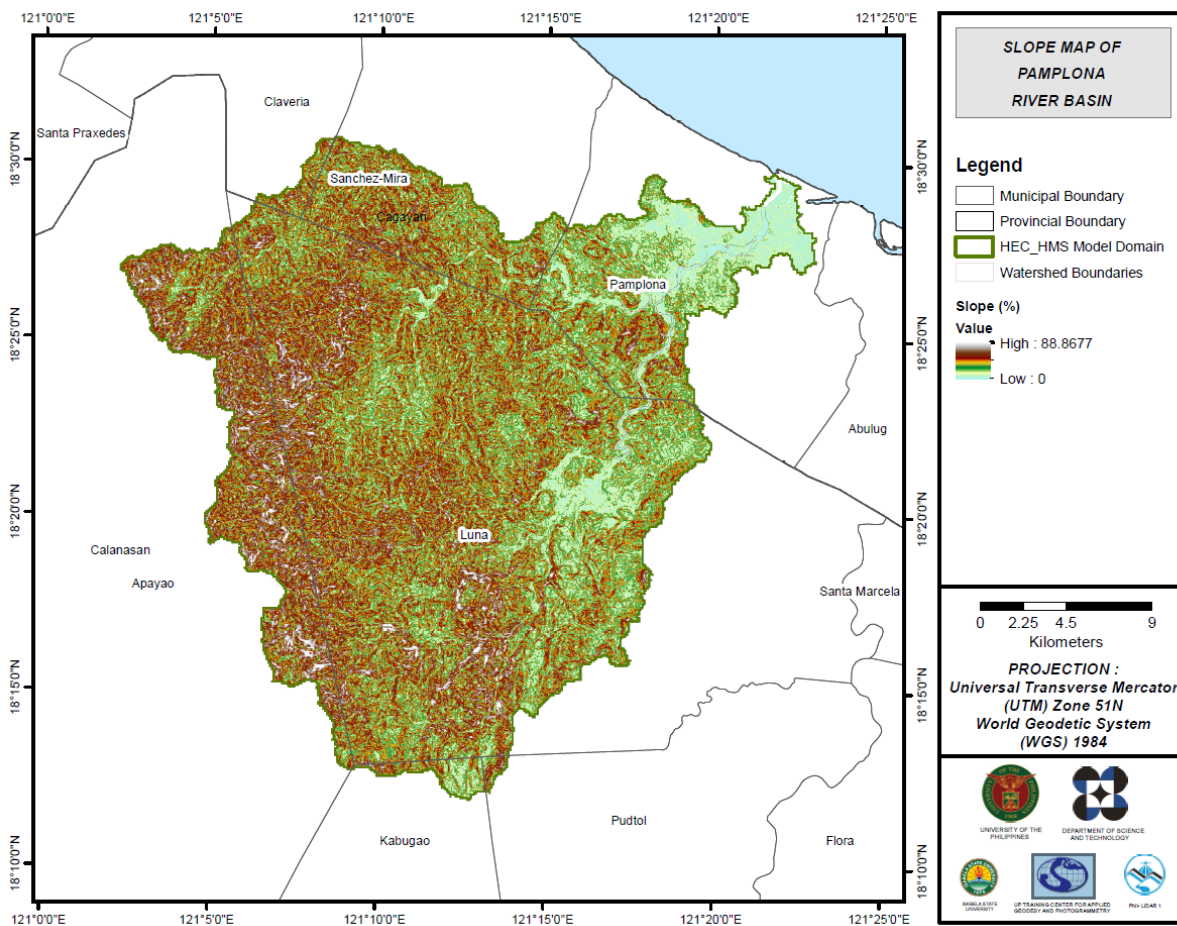 121°0'0"E
121°5'0"E
121°10'0"E
121°15'0"E
121°20'0"E
121°25'0"E
18°30'0"N
18°25'0"N
18°20'0"N
18°15'0"N
18°10'0"N
Claveria
Santa Praxedes
Sanchez-Mira
Cagayan
Pamplona
Abulug
Luna
Calanasan
Apayao
Santa Marcela
Kabugao
Pudtol
Flora
18°30'0"N
18°25'0"N
18°20'0"N
18°15'0"N
18°10'0"N
121°0'0"E
121°5'0"E
121°10'0"E
121°15'0"E
121°20'0"E
121°25'0"E
SLOPE MAP OF
PAMPLONA
RIVER BASIN
Legend
Municipal Boundary
Provincial Boundary
HEC_HMS Model Domain
Watershed Boundaries
Slope (%)
Value
High : 88.8677
Low : 0
0 2.25 4.5 9
Kilometers
PROJECTION :
Universal Transverse Mercator
(UTM) Zone 51N
World Geodetic System
(WGS) 1984
UNIVERSITY OF THE
PHILIPPINES
DEPARTMENT OF SCIENCE
AND TECHNOLOGY
ISABELA STATE
UNIVERSITY
UP TRAINING CENTER FOR APPLIED
GEODESY AND PHOTOGRAMMETRY
PHIL LIDAR 1